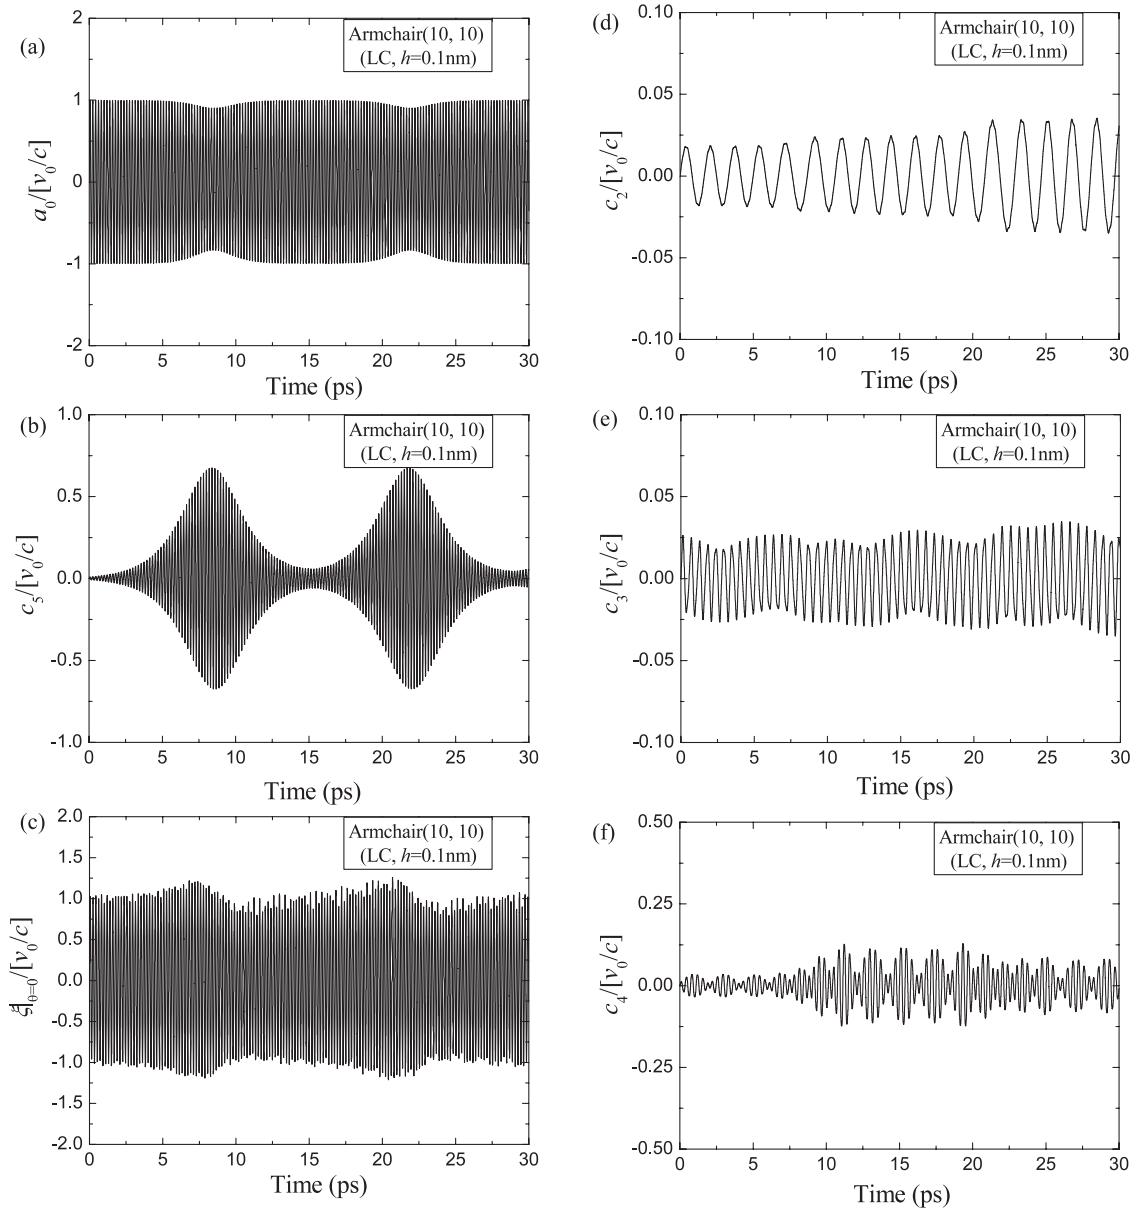 (a)
Armchair(10, 10)
(LC, h=0.1nm)
a0/[v0/c]
2
1
0
-1
-2
0 5 10 15 20 25 30
Time (ps)
(b)
Armchair(10, 10)
(LC, h=0.1nm)
c5/[v0/c]
1.0
0.5
0.0
-0.5
-1.0
0 5 10 15 20 25 30
Time (ps)
(c)
Armchair(10, 10)
(LC, h=0.1nm)
ξ|θ=0/[v0/c]
2.0
1.5
1.0
0.5
0.0
-0.5
-1.0
-1.5
-2.0
0 5 10 15 20 25 30
Time (ps)
(d)
Armchair(10, 10)
(LC, h=0.1nm)
c2/[v0/c]
0.10
0.05
0.00
-0.05
-0.10
0 5 10 15 20 25 30
Time (ps)
(e)
Armchair(10, 10)
(LC, h=0.1nm)
c3/[v0/c]
0.10
0.05
0.00
-0.05
-0.10
0 5 10 15 20 25 30
Time (ps)
(f)
Armchair(10, 10)
(LC, h=0.1nm)
c4/[v0/c]
0.50
0.25
0.00
-0.25
-0.50
0 5 10 15 20 25 30
Time (ps)